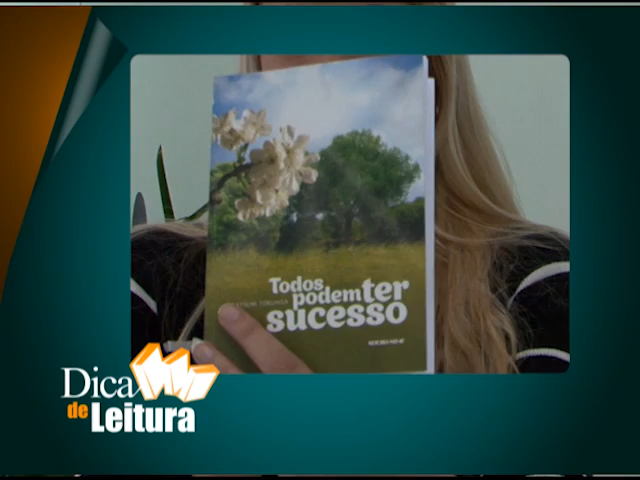 Todos
podem ter
sucesso
Dica
de Leitura